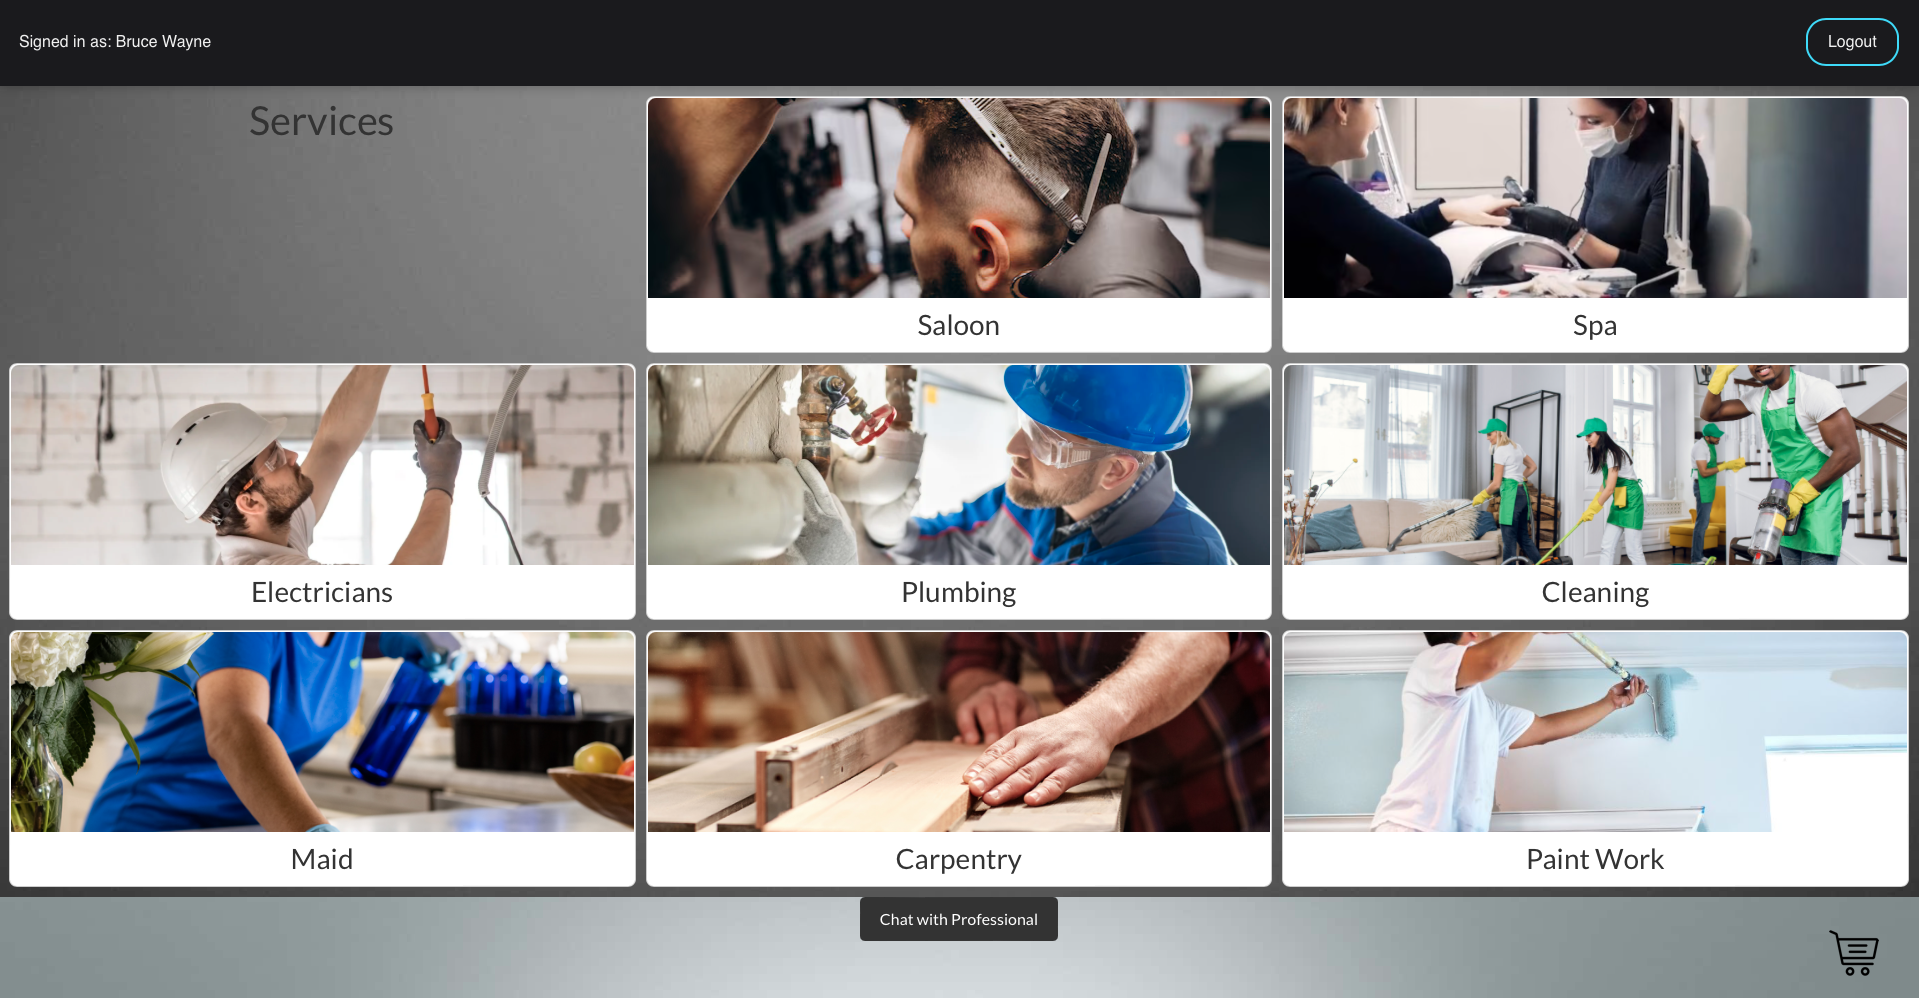 Signed in as: Bruce Wayne
Logout
Services
Saloon
Spa
Electricians
Plumbing
Cleaning
Maid
Carpentry
Paint Work
Chat with Professional